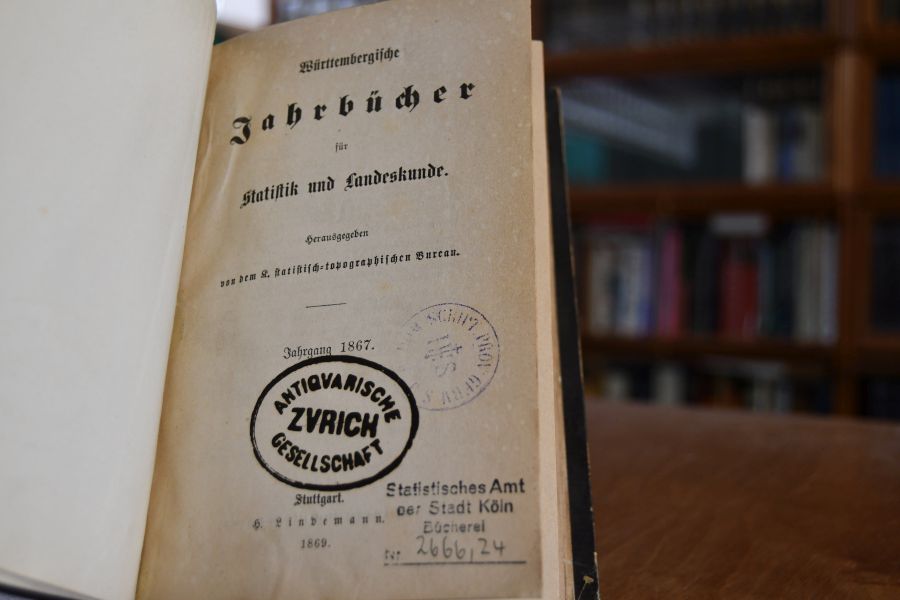 Württembergische
Jahrbücher
für
Statistik und Landeskunde.
Herausgegeben
von dem K. statistisch-topographischen Bureau.
Jahrgang 1867.
ANTIQVARISCHE
ZVRICH
GESELLSCHAFT
Stuttgart.
H. Lindemann.
1869.
Statistisches Amt
der Stadt Köln
Bücherei
Nr. 2666,24